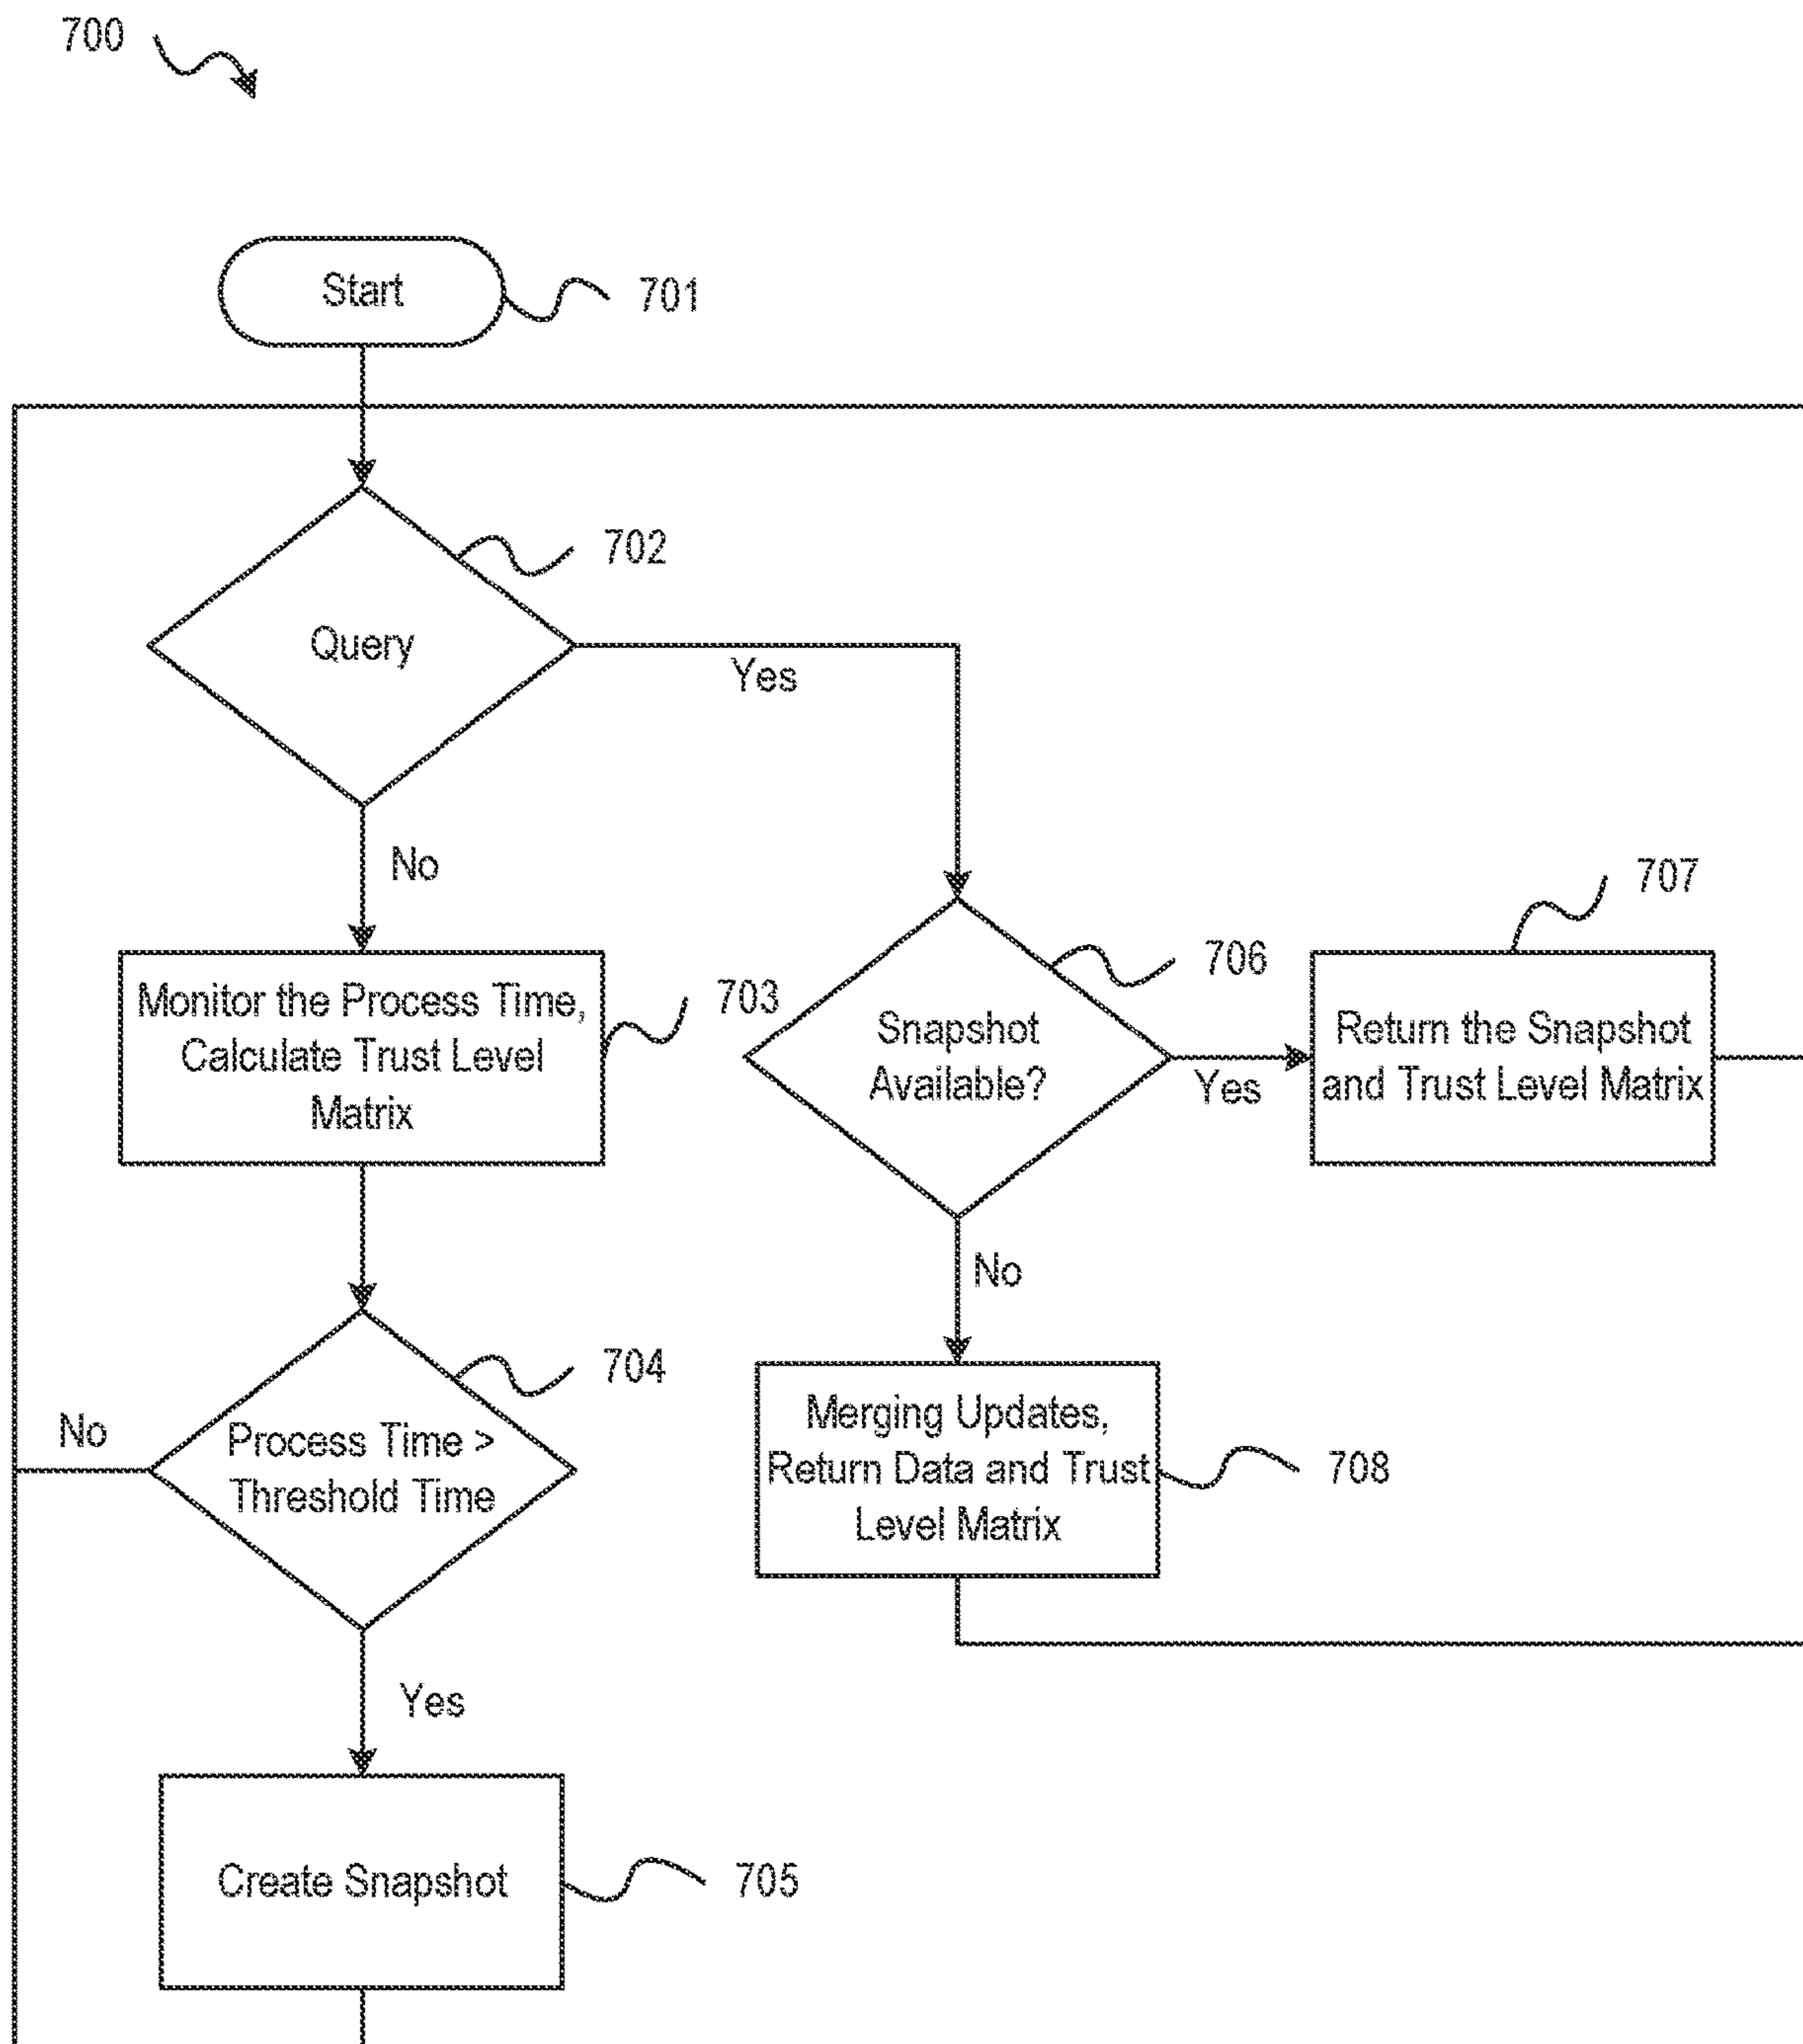 700
Start
701
702
Query
Yes
No
703
Monitor the Process Time,
Calculate Trust Level
Matrix
706
Snapshot
Available?
Yes
707
Return the Snapshot
and Trust Level Matrix
No
704
No
Process Time >
Threshold Time
Merging Updates,
Return Data and Trust
Level Matrix
708
Yes
Create Snapshot
705